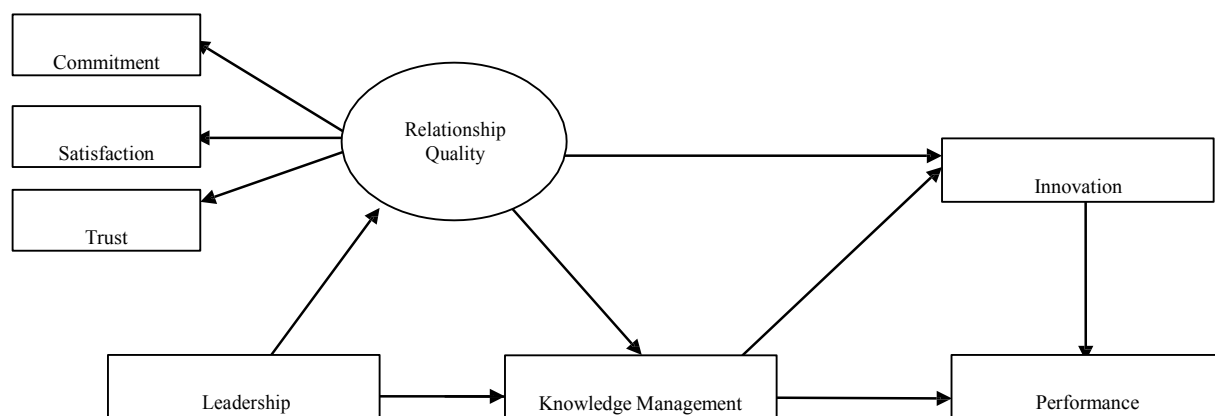 Commitment
Relationship
Quality
Satisfaction
Innovation
Trust
Leadership
Knowledge Management
Performance